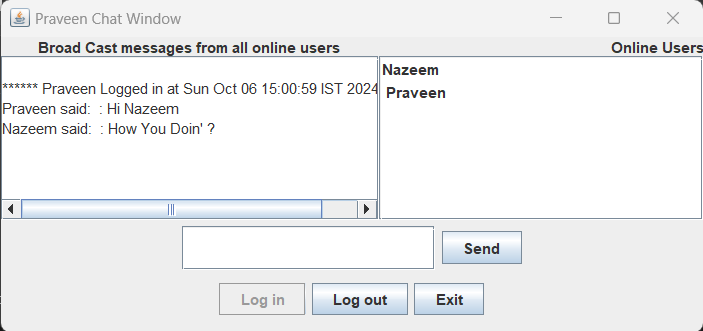 Praveen Chat Window
Broad Cast messages from all online users
Online Users
****** Praveen Logged in at Sun Oct 06 15:00:59 IST 2024
Praveen said:  : Hi Nazeem
Nazeem said:  : How You Doin' ?
Nazeem
Praveen
Send
Log in
Log out
Exit